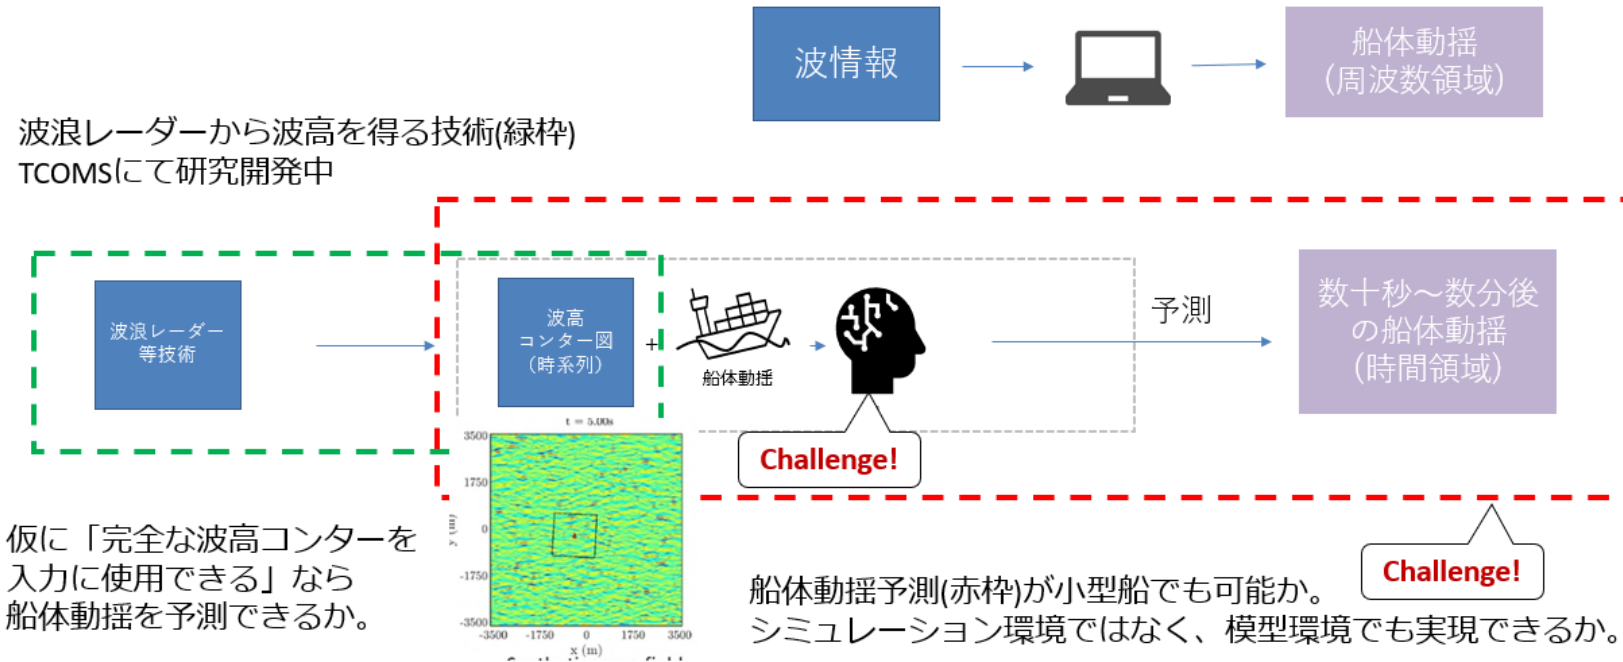 波情報
船体動揺
(周波数領域)
波浪レーダーから波高を得る技術(緑枠)
TCOMSにて研究開発中
波浪レーダー
等技術
波高
コンター図
(時系列)
+
船体動揺
予測
数十秒～数分後
の船体動揺
(時間領域)
Challenge!
t = 5.00s
3500
1750
0
-1750
-3500
y (m)
-3500 -1750 0 1750 3500
x (m)
仮に「完全な波高コンターを
入力に使用できる」なら
船体動揺を予測できるか。
Challenge!
船体動揺予測(赤枠)が小型船でも可能か。
シミュレーション環境ではなく、模型環境でも実現できるか。